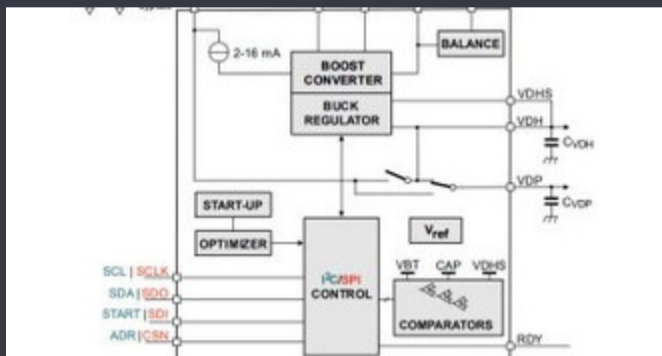 2-16 mA
BALANCE
BOOST
CONVERTER
BUCK
REGULATOR
VDHS
VDH
CVDH
VDP
CVDP
START-UP
OPTIMIZER
Vref
SCL | SCLK
SDA | SDO
START | SDI
ADR | CSN
I²C/SPI
CONTROL
VBT CAP VDHS
COMPARATORS
RDY